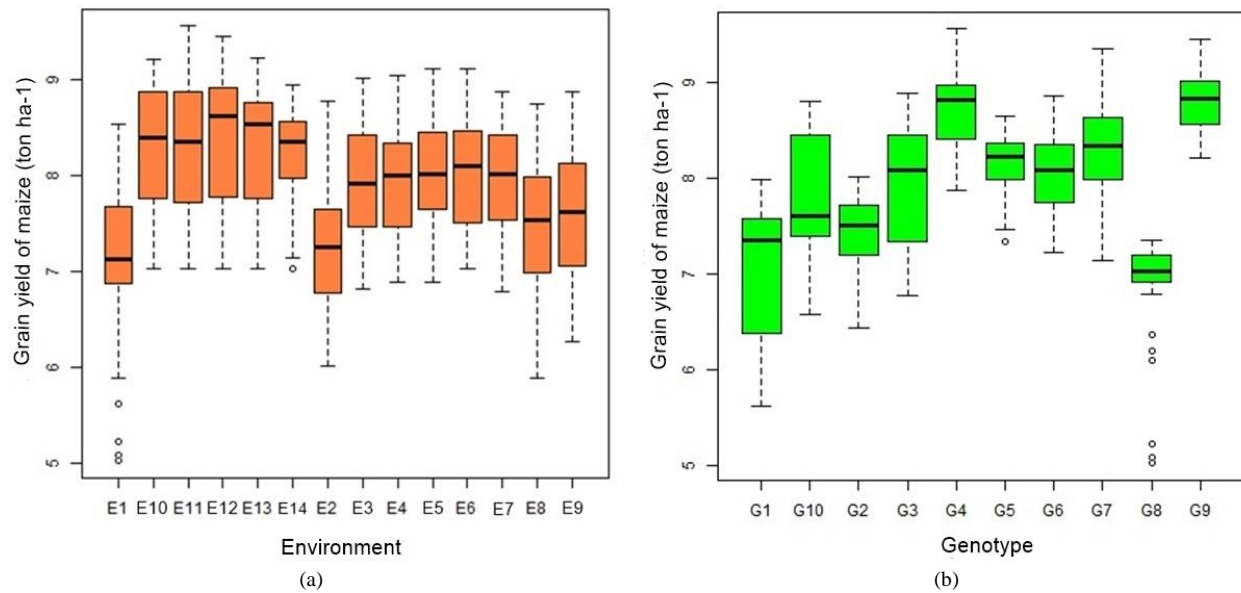 Grain yield of maize (ton ha-1)
9
8
7
6
5
E1 E10 E11 E12 E13 E14 E2 E3 E4 E5 E6 E7 E8 E9
Environment
(a)
Grain yield of maize (ton ha-1)
9
8
7
6
5
G1 G10 G2 G3 G4 G5 G6 G7 G8 G9
Genotype
(b)